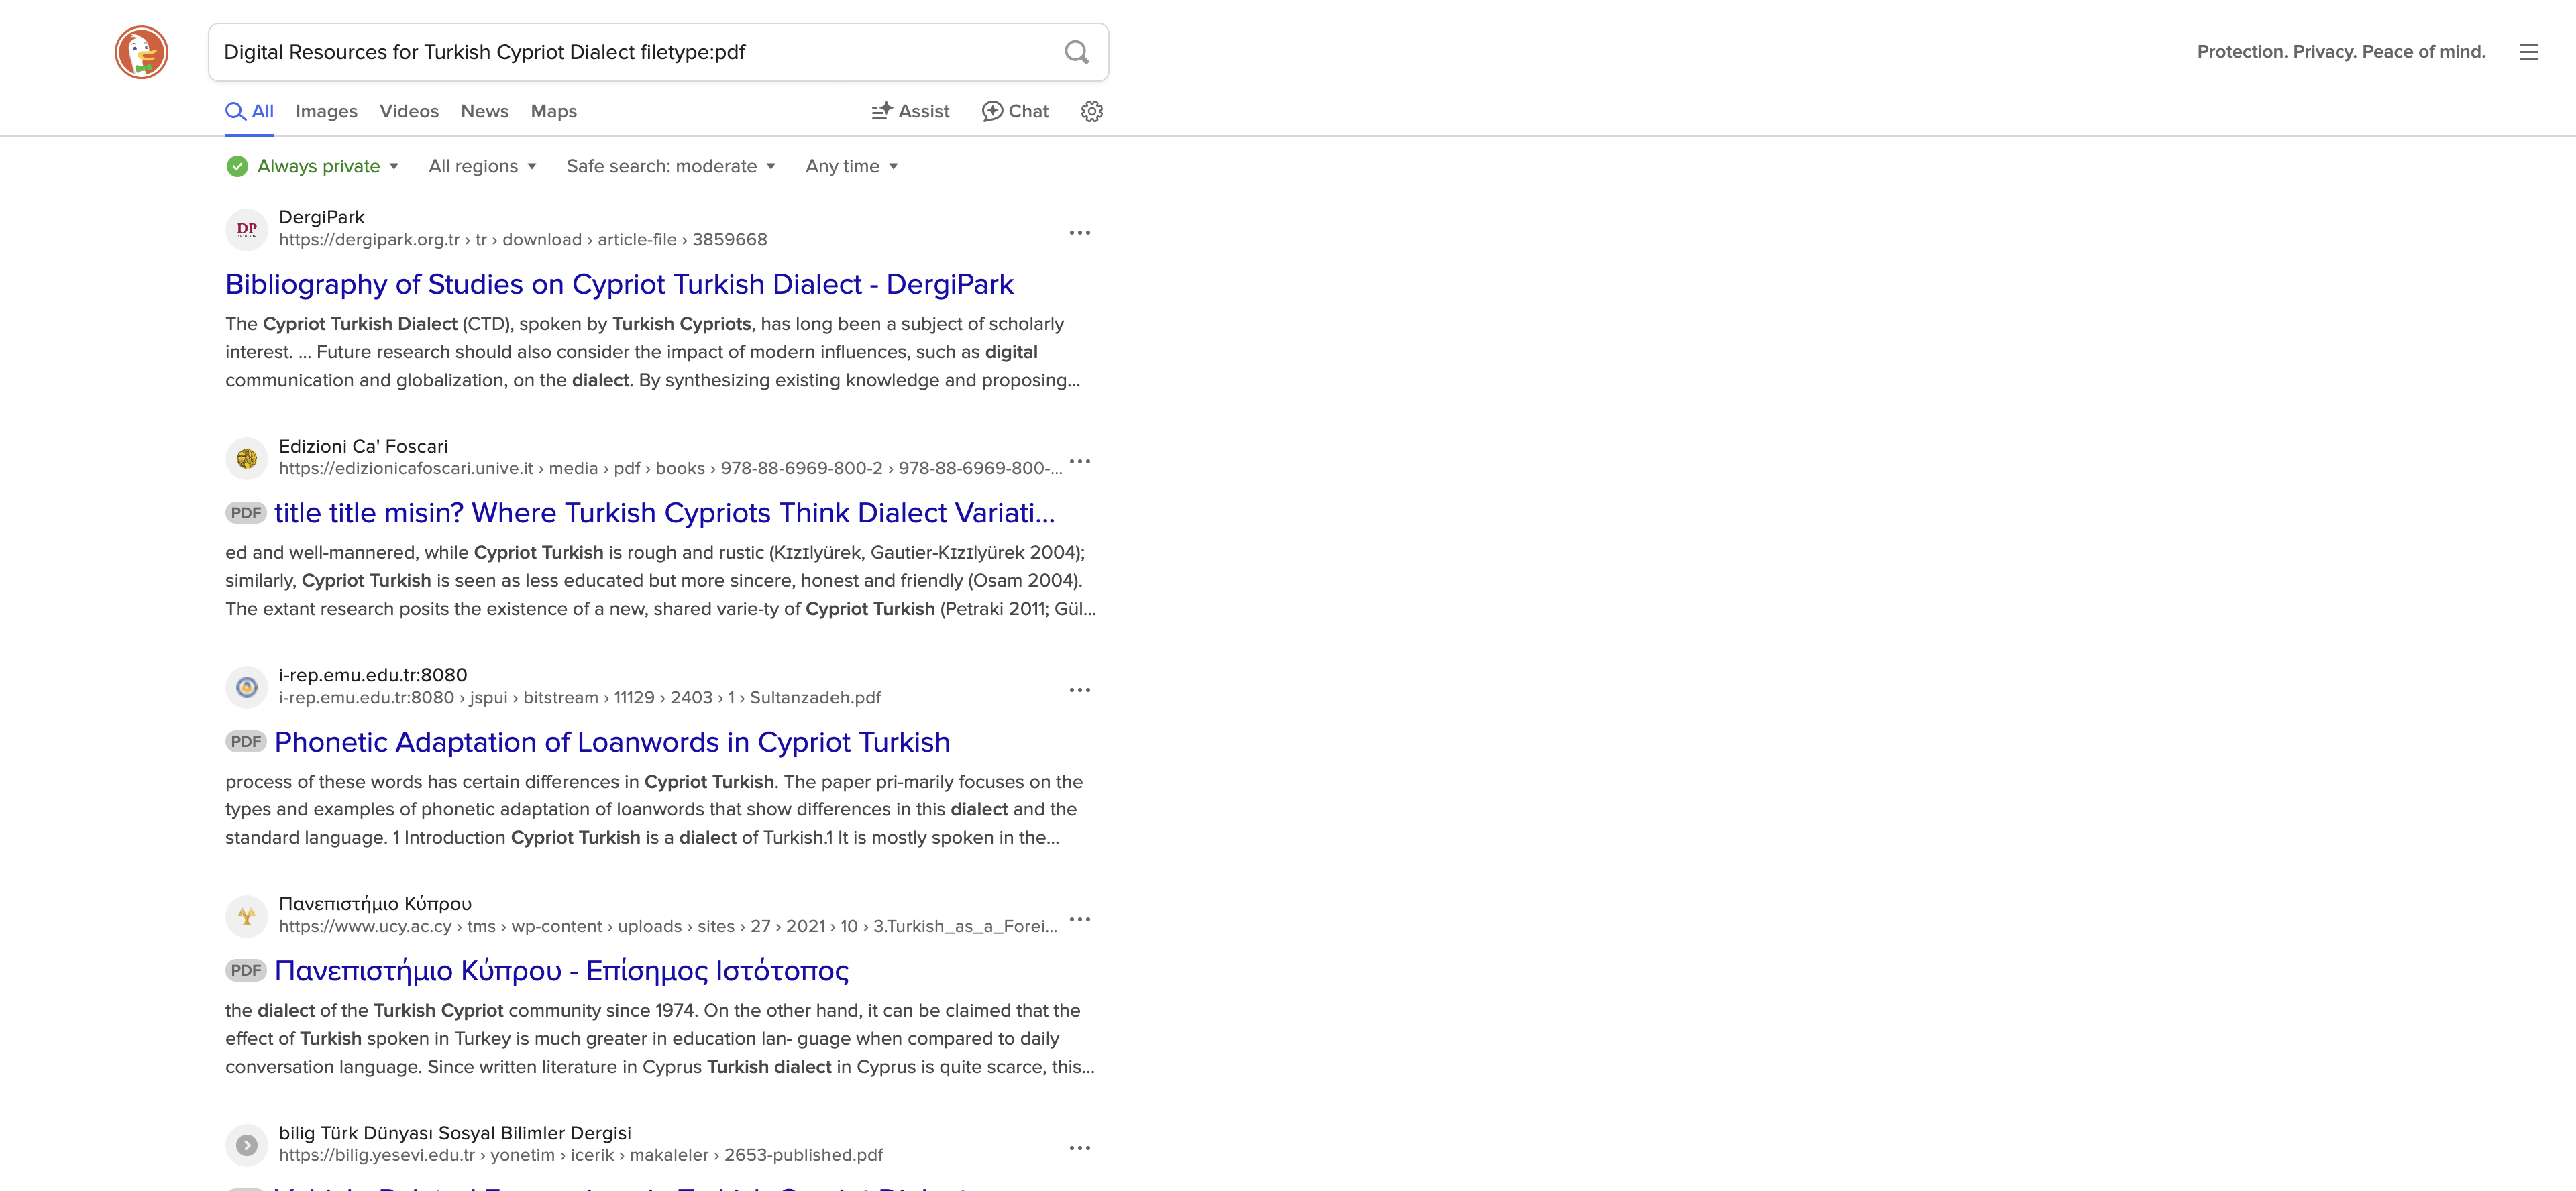 Digital Resources for Turkish Cypriot Dialect filetype:pdf
Protection. Privacy. Peace of mind.
All Images Videos News Maps Assist Chat
Always private All regions Safe search: moderate Any time
DP
DergiPark
https://dergipark.org.tr › tr › download › article-file › 3859668
Bibliography of Studies on Cypriot Turkish Dialect - DergiPark
The Cypriot Turkish Dialect (CTD), spoken by Turkish Cypriots, has long been a subject of scholarly
interest. ... Future research should also consider the impact of modern influences, such as digital
communication and globalization, on the dialect. By synthesizing existing knowledge and proposing...
Edizioni Ca' Foscari
https://edizionicafoscari.unive.it › media › pdf › books › 978-88-6969-800-2 › 978-88-6969-800-...
PDF title title misin? Where Turkish Cypriots Think Dialect Variati...
ed and well-mannered, while Cypriot Turkish is rough and rustic (Kɪzɪlyürek, Gautier-Kɪzɪlyürek 2004);
similarly, Cypriot Turkish is seen as less educated but more sincere, honest and friendly (Osam 2004).
The extant research posits the existence of a new, shared varie-ty of Cypriot Turkish (Petraki 2011; Gül...
i-rep.emu.edu.tr:8080
i-rep.emu.edu.tr:8080 › jspui › bitstream › 11129 › 2403 › 1 › Sultanzadeh.pdf
PDF Phonetic Adaptation of Loanwords in Cypriot Turkish
process of these words has certain differences in Cypriot Turkish. The paper pri-marily focuses on the
types and examples of phonetic adaptation of loanwords that show differences in this dialect and the
standard language. 1 Introduction Cypriot Turkish is a dialect of Turkish.1 It is mostly spoken in the...
Πανεπιστήμιο Κύπρου
https://www.ucy.ac.cy › tms › wp-content › uploads › sites › 27 › 2021 › 10 › 3.Turkish_as_a_Forei...
PDF Πανεπιστήμιο Κύπρου - Επίσημος Ιστότοπος
the dialect of the Turkish Cypriot community since 1974. On the other hand, it can be claimed that the
effect of Turkish spoken in Turkey is much greater in education lan- guage when compared to daily
conversation language. Since written literature in Cyprus Turkish dialect in Cyprus is quite scarce, this...
bilig Türk Dünyası Sosyal Bilimler Dergisi
https://bilig.yesevi.edu.tr › yonetim › icerik › makaleler › 2653-published.pdf